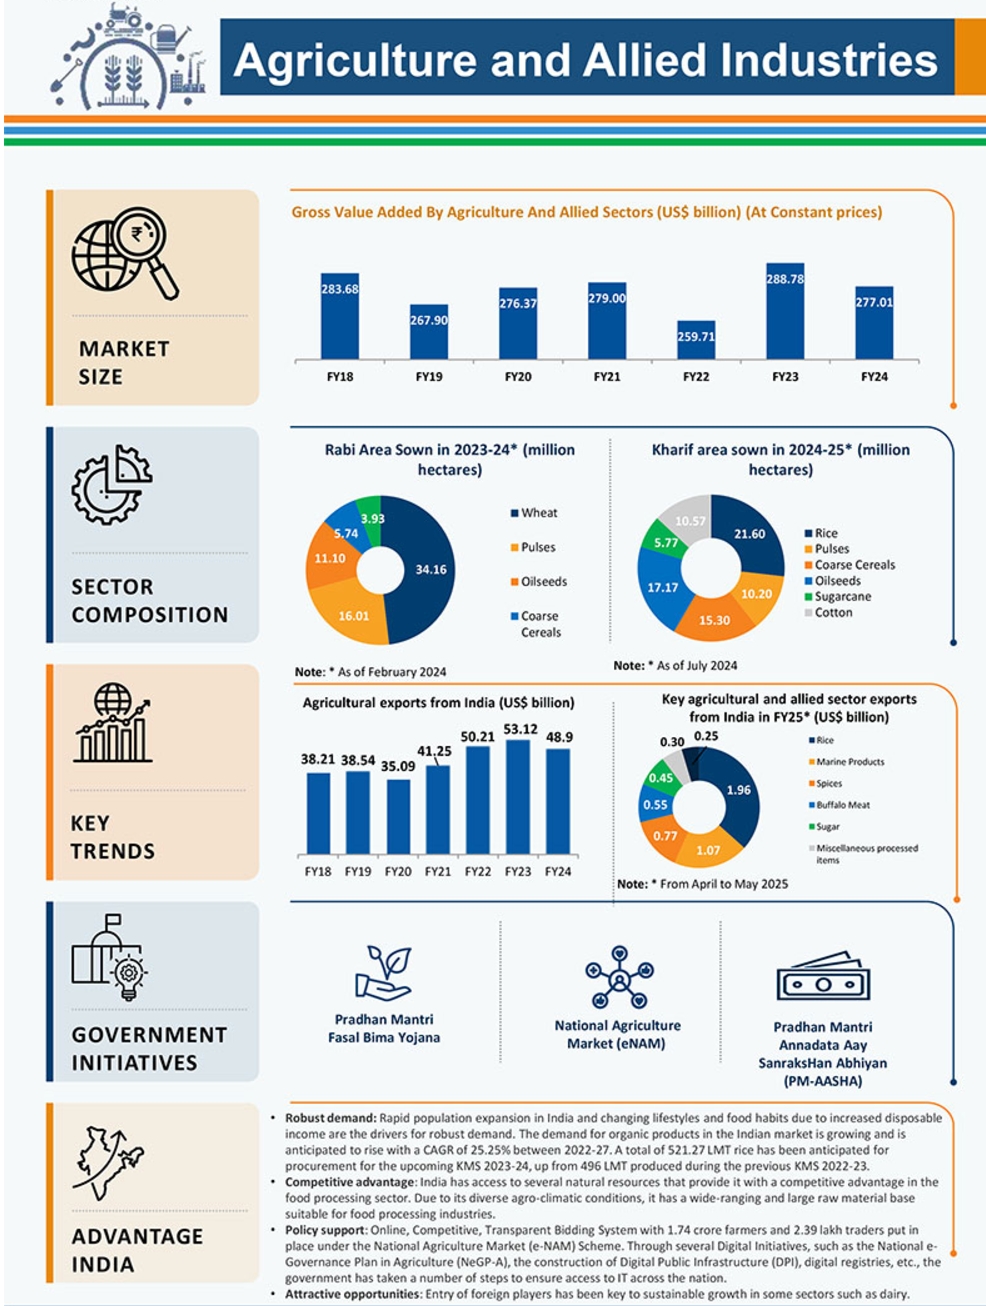 Agriculture and Allied Industries
₹
MARKET
SIZE
Gross Value Added By Agriculture And Allied Sectors (US$ billion) (At Constant prices)
283.68
267.90
276.37
279.00
259.71
288.78
277.01
FY18
FY19
FY20
FY21
FY22
FY23
FY24
SECTOR
COMPOSITION
Rabi Area Sown in 2023-24* (million
hectares)
34.16
16.01
11.10
5.74
3.93
Wheat
Pulses
Oilseeds
Coarse
Cereals
Note: * As of February 2024
Kharif area sown in 2024-25* (million
hectares)
21.60
10.20
15.30
17.17
5.77
10.57
Rice
Pulses
Coarse Cereals
Oilseeds
Sugarcane
Cotton
Note: * As of July 2024
KEY
TRENDS
Agricultural exports from India (US$ billion)
38.21
38.54
35.09
41.25
50.21
53.12
48.9
FY18
FY19
FY20
FY21
FY22
FY23
FY24
Key agricultural and allied sector exports
from India in FY25* (US$ billion)
1.96
1.07
0.77
0.55
0.45
0.30
0.25
Rice
Marine Products
Spices
Buffalo Meat
Sugar
Miscellaneous processed
items
Note: * From April to May 2025
GOVERNMENT
INITIATIVES
Pradhan Mantri
Fasal Bima Yojana
National Agriculture
Market (eNAM)
Pradhan Mantri
Annadata Aay
SanraksHan Abhiyan
(PM-AASHA)
ADVANTAGE
INDIA
• Robust demand: Rapid population expansion in India and changing lifestyles and food habits due to increased disposable
income are the drivers for robust demand. The demand for organic products in the Indian market is growing and is
anticipated to rise with a CAGR of 25.25% between 2022-27. A total of 521.27 LMT rice has been anticipated for
procurement for the upcoming KMS 2023-24, up from 496 LMT produced during the previous KMS 2022-23.
• Competitive advantage: India has access to several natural resources that provide it with a competitive advantage in the
food processing sector. Due to its diverse agro-climatic conditions, it has a wide-ranging and large raw material base
suitable for food processing industries.
• Policy support: Online, Competitive, Transparent Bidding System with 1.74 crore farmers and 2.39 lakh traders put in
place under the National Agriculture Market (e-NAM) Scheme. Through several Digital Initiatives, such as the National e-
Governance Plan in Agriculture (NeGP-A), the construction of Digital Public Infrastructure (DPI), digital registries, etc., the
government has taken a number of steps to ensure access to IT across the nation.
• Attractive opportunities: Entry of foreign players has been key to sustainable growth in some sectors such as dairy.